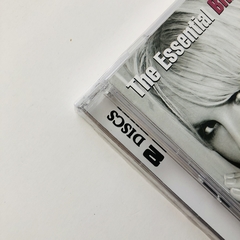 The Essential
2 DISCS